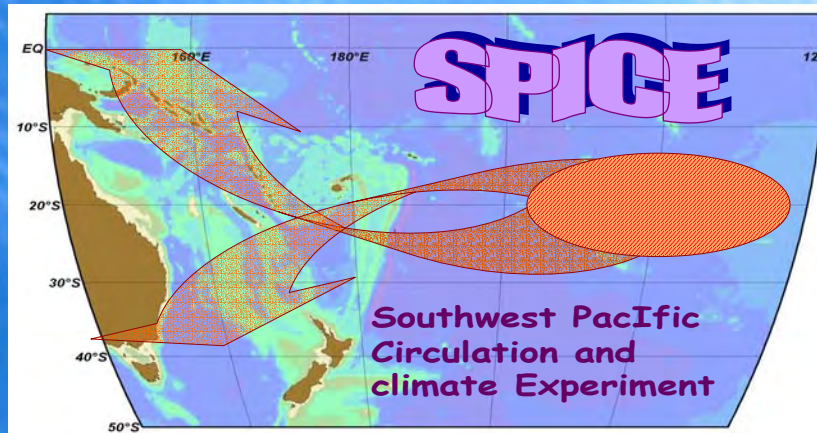 SPICE
EQ
160°E
180°
12
10°S
20°S
30°S
Southwest PacIfic
Circulation and
40°S
climate Experiment
50°S